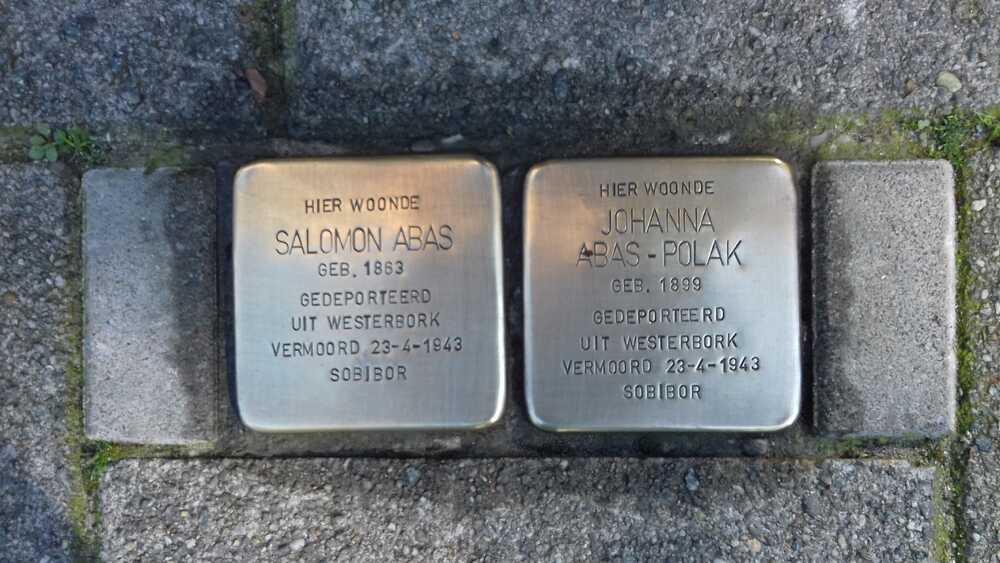 HIER WOONDE
SALOMON ABAS
GEB. 1863
GEDEPORTEERD
UIT WESTERBORK
VERMOORD 23-4-1943
SOBIBOR
HIER WOONDE
JOHANNA
ABAS-POLAK
GEB. 1899
GEDEPORTEERD
UIT WESTERBORK
VERMOORD 23-4-1943
SOBIBOR